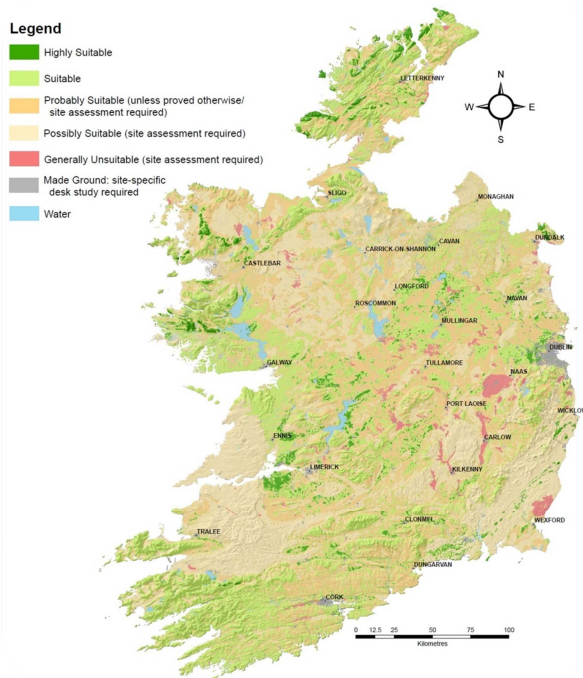 Legend
Highly Suitable
Suitable
Probably Suitable (unless proved otherwise/
site assessment required)
Possibly Suitable (site assessment required)
Generally Unsuitable (site assessment required)
Made Ground: site-specific
desk study required
Water
N
W E
S
LETTERKENNY
SLIGO
MONAGHAN
DUNDALK
CAVAN
CARRICK-ON-SHANNON
CASTLEBAR
LONGFORD
ROSCOMMON
NAVAN
MULLINGAR
DUBLIN
GALWAY
TULLAMORE
NAAS
PORT LAOISE
WICKLOW
ENNIS
CARLOW
LIMERICK
KILKENNY
CLONMEL
WEXFORD
TRALEE
DUNGARVAN
CORK
0 12.5 25 50 75 100
Kilometres